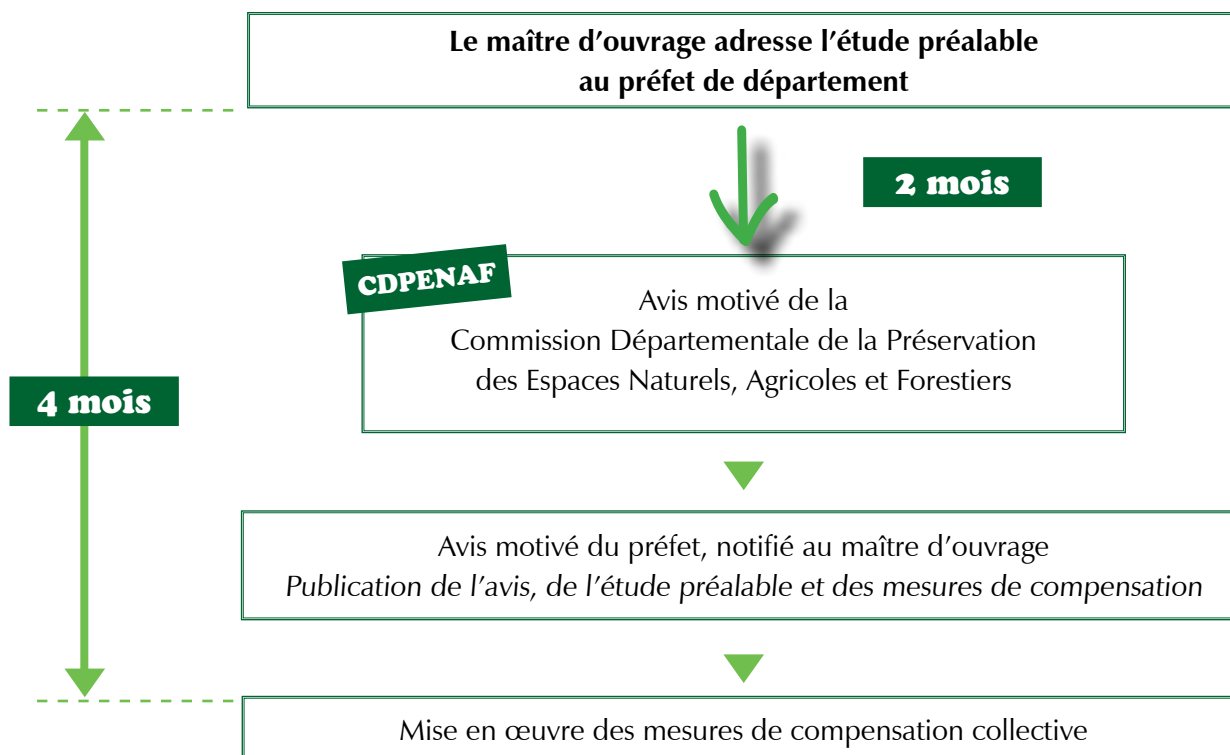 Le maître d’ouvrage adresse l’étude préalable
au préfet de département
2 mois
CDPENAF
Avis motivé de la
Commission Départementale de la Préservation
des Espaces Naturels, Agricoles et Forestiers
4 mois
Avis motivé du préfet, notifié au maître d’ouvrage
Publication de l’avis, de l’étude préalable et des mesures de compensation
Mise en œuvre des mesures de compensation collective